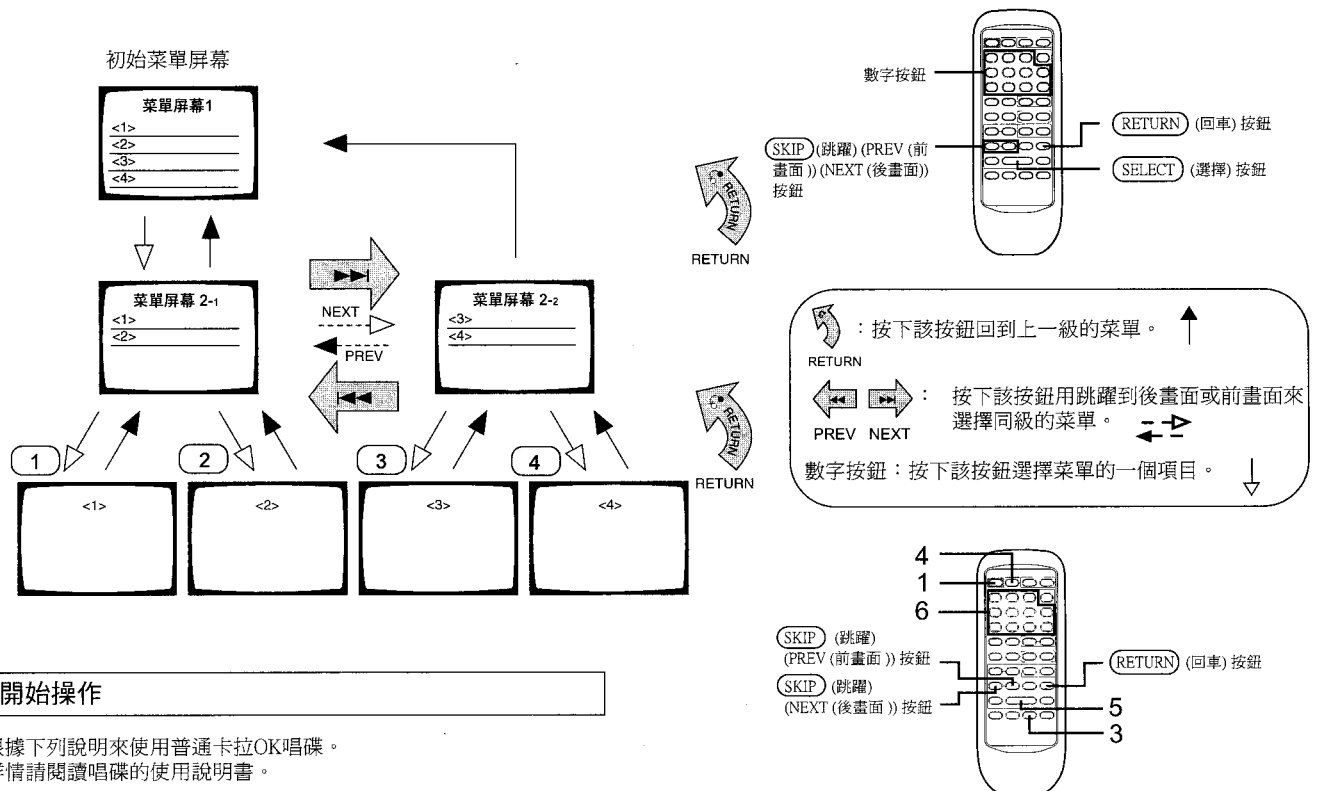 初始菜單屏幕
菜單屏幕1
<1>
<2>
<3>
<4>
菜單屏幕 2-1
<1>
<2>
NEXT
PREV
菜單屏幕 2-2
<3>
<4>
1
2
3
4
<1>
<2>
<3>
<4>
RETURN
RETURN
RETURN
RETURN
數字按鈕
SKIP (跳躍) (PREV (前
畫面 )) (NEXT (後畫面))
按鈕
RETURN (回車) 按鈕
SELECT (選擇) 按鈕
RETURN
:按下該按鈕回到上一級的菜單。
PREV NEXT
: 按下該按鈕用跳躍到後畫面或前畫面來
選擇同級的菜單。
數字按鈕:按下該按鈕選擇菜單的一個項目。
4
1
6
SKIP (跳躍)
(PREV (前畫面 )) 按鈕
SKIP (跳躍)
(NEXT (後畫面 )) 按鈕
RETURN (回車) 按鈕
5
3
開始操作
據下列說明來使用普通卡拉OK唱碟。
情請閱讀唱碟的使用說明書。